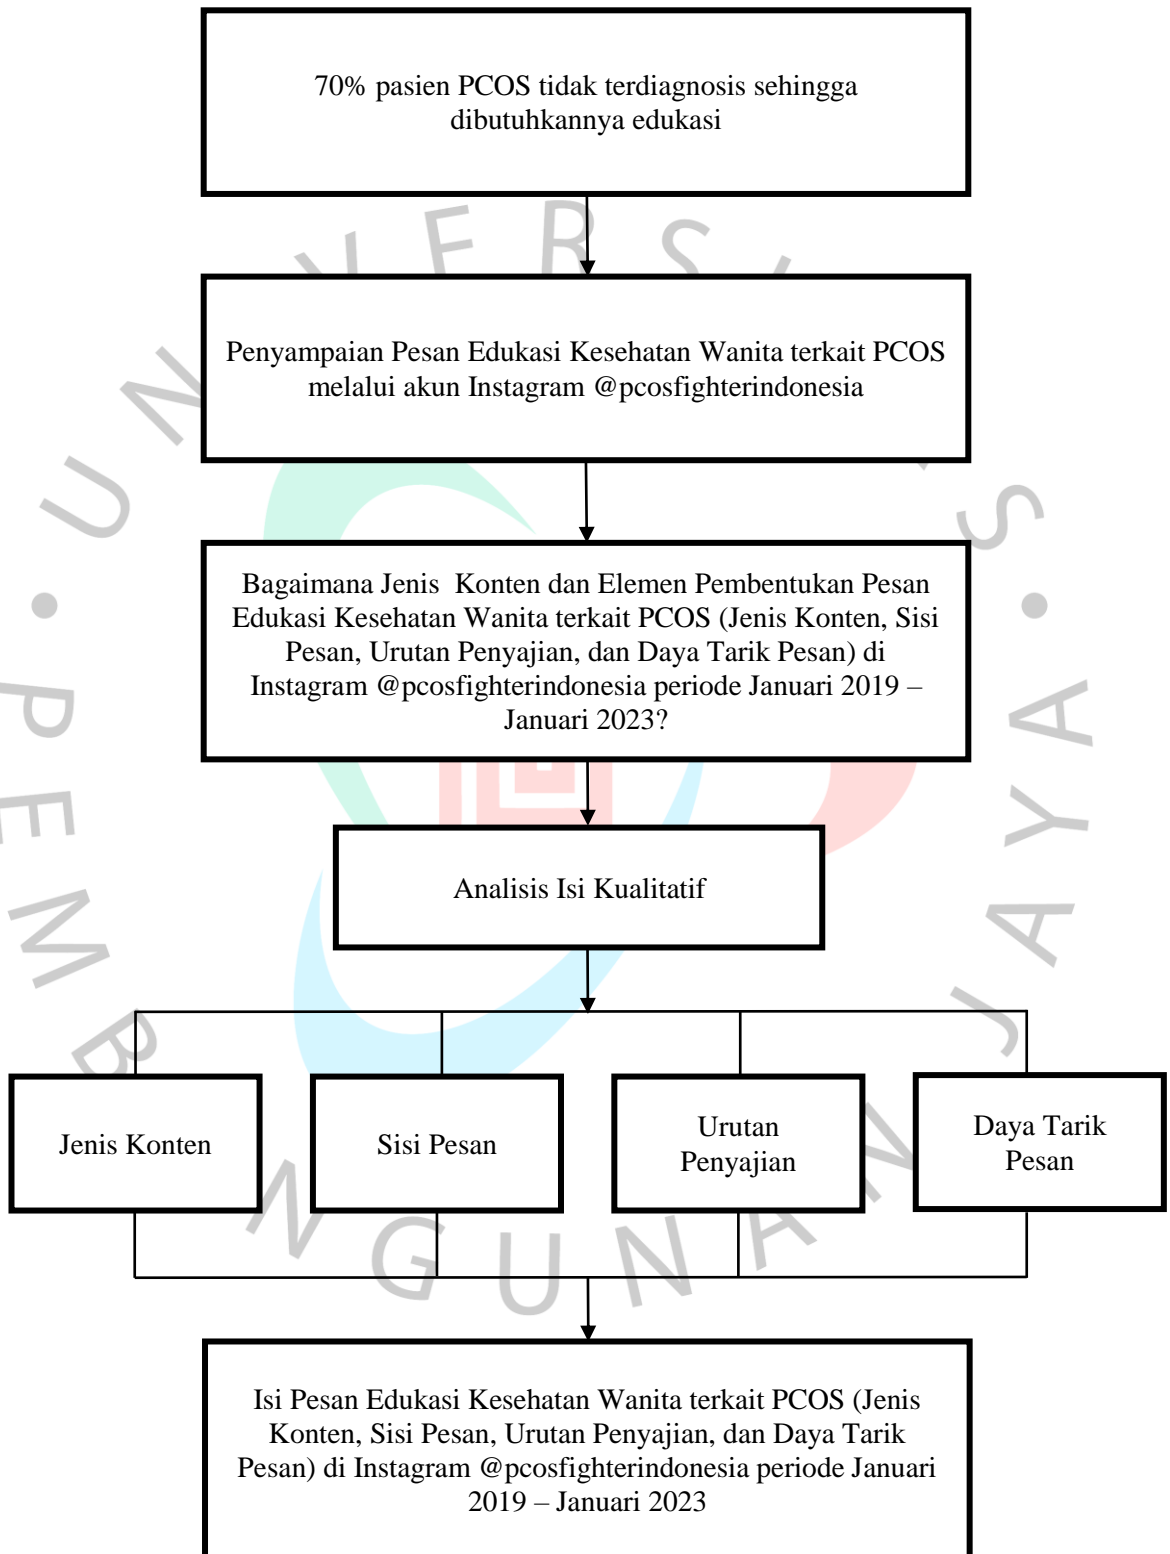 70% pasien PCOS tidak terdiagnosis sehingga
dibutuhkannya edukasi
Penyampaian Pesan Edukasi Kesehatan Wanita terkait PCOS
melalui akun Instagram @pcosfighterindonesia
Bagaimana Jenis  Konten dan Elemen Pembentukan Pesan
Edukasi Kesehatan Wanita terkait PCOS (Jenis Konten, Sisi
Pesan, Urutan Penyajian, dan Daya Tarik Pesan) di
Instagram @pcosfighterindonesia periode Januari 2019 –
Januari 2023?
Analisis Isi Kualitatif
Jenis Konten
Sisi Pesan
Urutan
Penyajian
Daya Tarik
Pesan
Isi Pesan Edukasi Kesehatan Wanita terkait PCOS (Jenis
Konten, Sisi Pesan, Urutan Penyajian, dan Daya Tarik
Pesan) di Instagram @pcosfighterindonesia periode Januari
2019 – Januari 2023